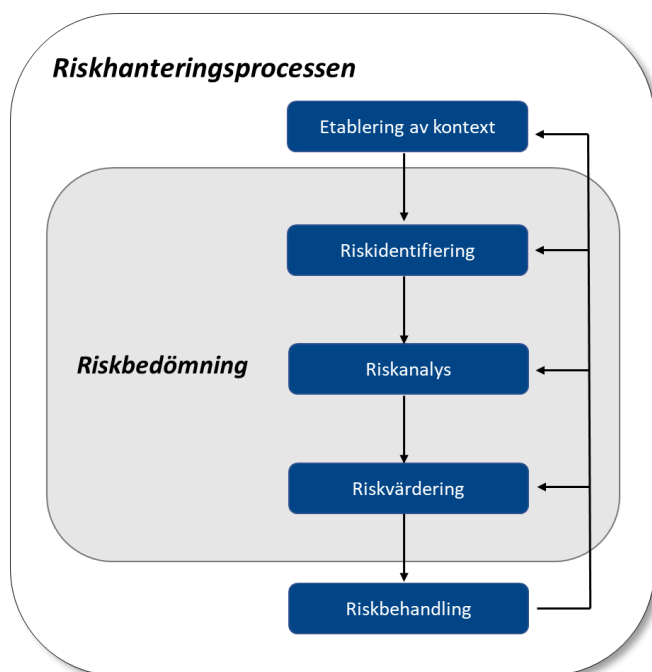 Riskhanteringsprocessen
Etablering av kontext
Riskidentifiering
Riskbedömning
Riskanalys
Riskvärdering
Riskbehandling